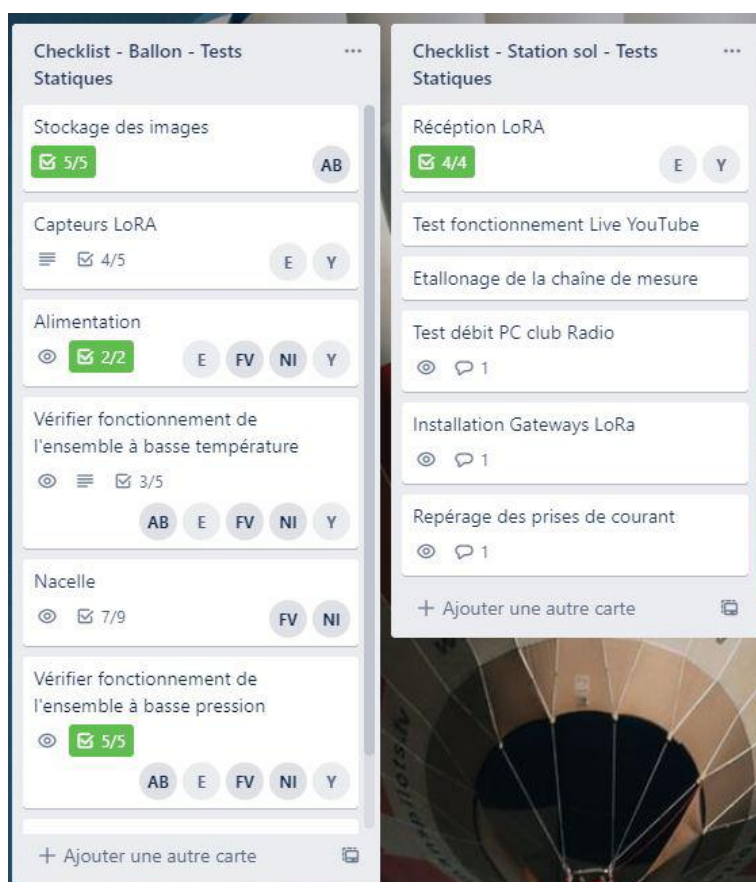 Checklist - Ballon - Tests
Statiques
Stockage des images
5/5
AB
Capteurs LoRA
4/5
E
Y
Alimentation
2/2
E
FV
NI
Y
Vérifier fonctionnement de
l'ensemble à basse température
3/5
AB
E
FV
NI
Y
Nacelle
7/9
FV
NI
Vérifier fonctionnement de
l'ensemble à basse pression
5/5
AB
E
FV
NI
Y
+ Ajouter une autre carte
Checklist - Station sol - Tests
Statiques
Récéption LoRA
4/4
E
Y
Test fonctionnement Live YouTube
Etallonage de la chaîne de mesure
Test débit PC club Radio
1
Installation Gateways LoRa
1
Repérage des prises de courant
1
+ Ajouter une autre carte